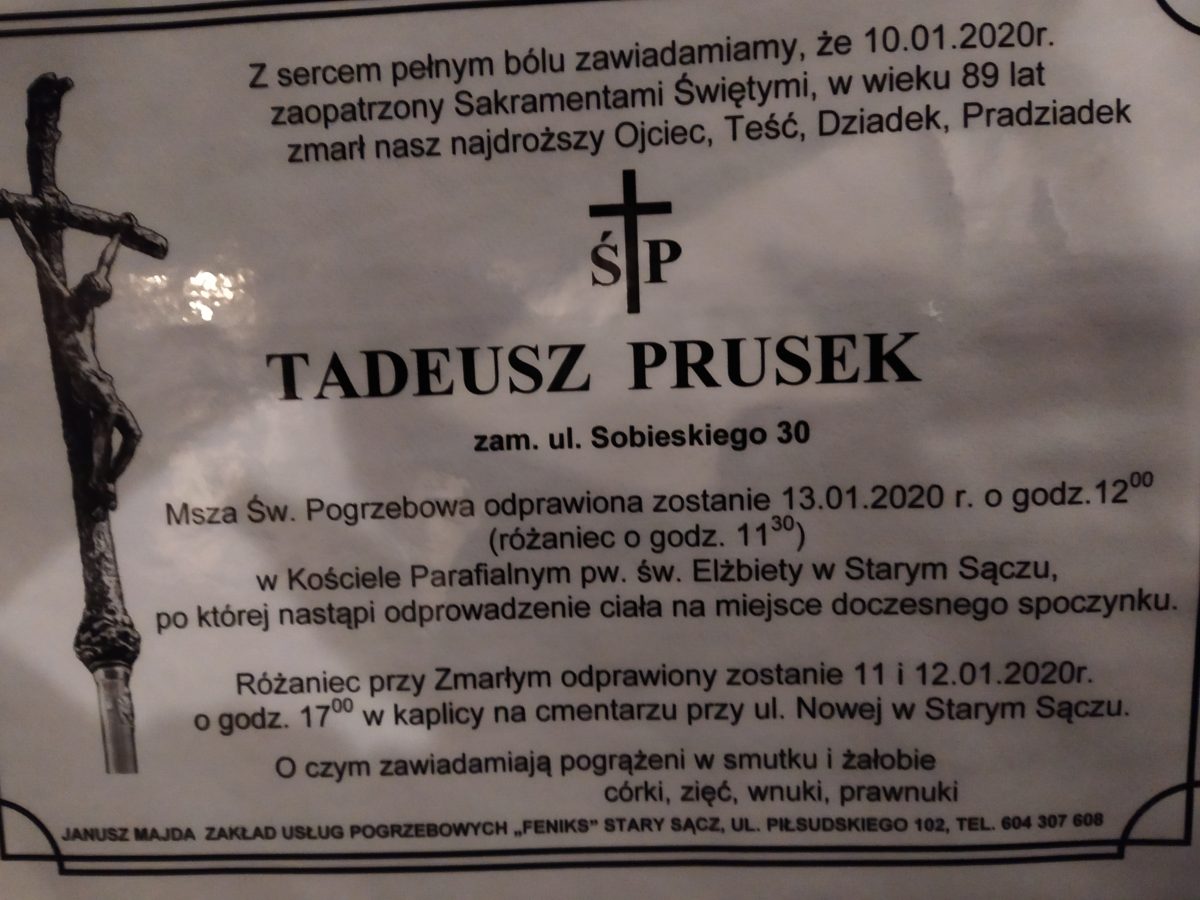 Z sercem pełnym bólu zawiadamiamy, że 10.01.2020r.
zaopatrzony Sakramentami Świętymi, w wieku 89 lat
zmarł nasz najdroższy Ojciec, Teść, Dziadek, Pradziadek
Ś P
TADEUSZ PRUSEK
zam. ul. Sobieskiego 30
Msza Św. Pogrzebowa odprawiona zostanie 13.01.2020 r. o godz.12⁰⁰
(różaniec o godz. 11³⁰)
w Kościele Parafialnym pw. św. Elżbiety w Starym Sączu,
po której nastąpi odprowadzenie ciała na miejsce doczesnego spoczynku.
Różaniec przy Zmarłym odprawiony zostanie 11 i 12.01.2020r.
o godz. 17⁰⁰ w kaplicy na cmentarzu przy ul. Nowej w Starym Sączu.
O czym zawiadamiają pogrążeni w smutku i żałobie
córki, zięć, wnuki, prawnuki
JANUSZ MAJDA ZAKŁAD USŁUG POGRZEBOWYCH „FENIKS” STARY SĄCZ, UL. PIŁSUDSKIEGO 102, TEL. 604 307 608